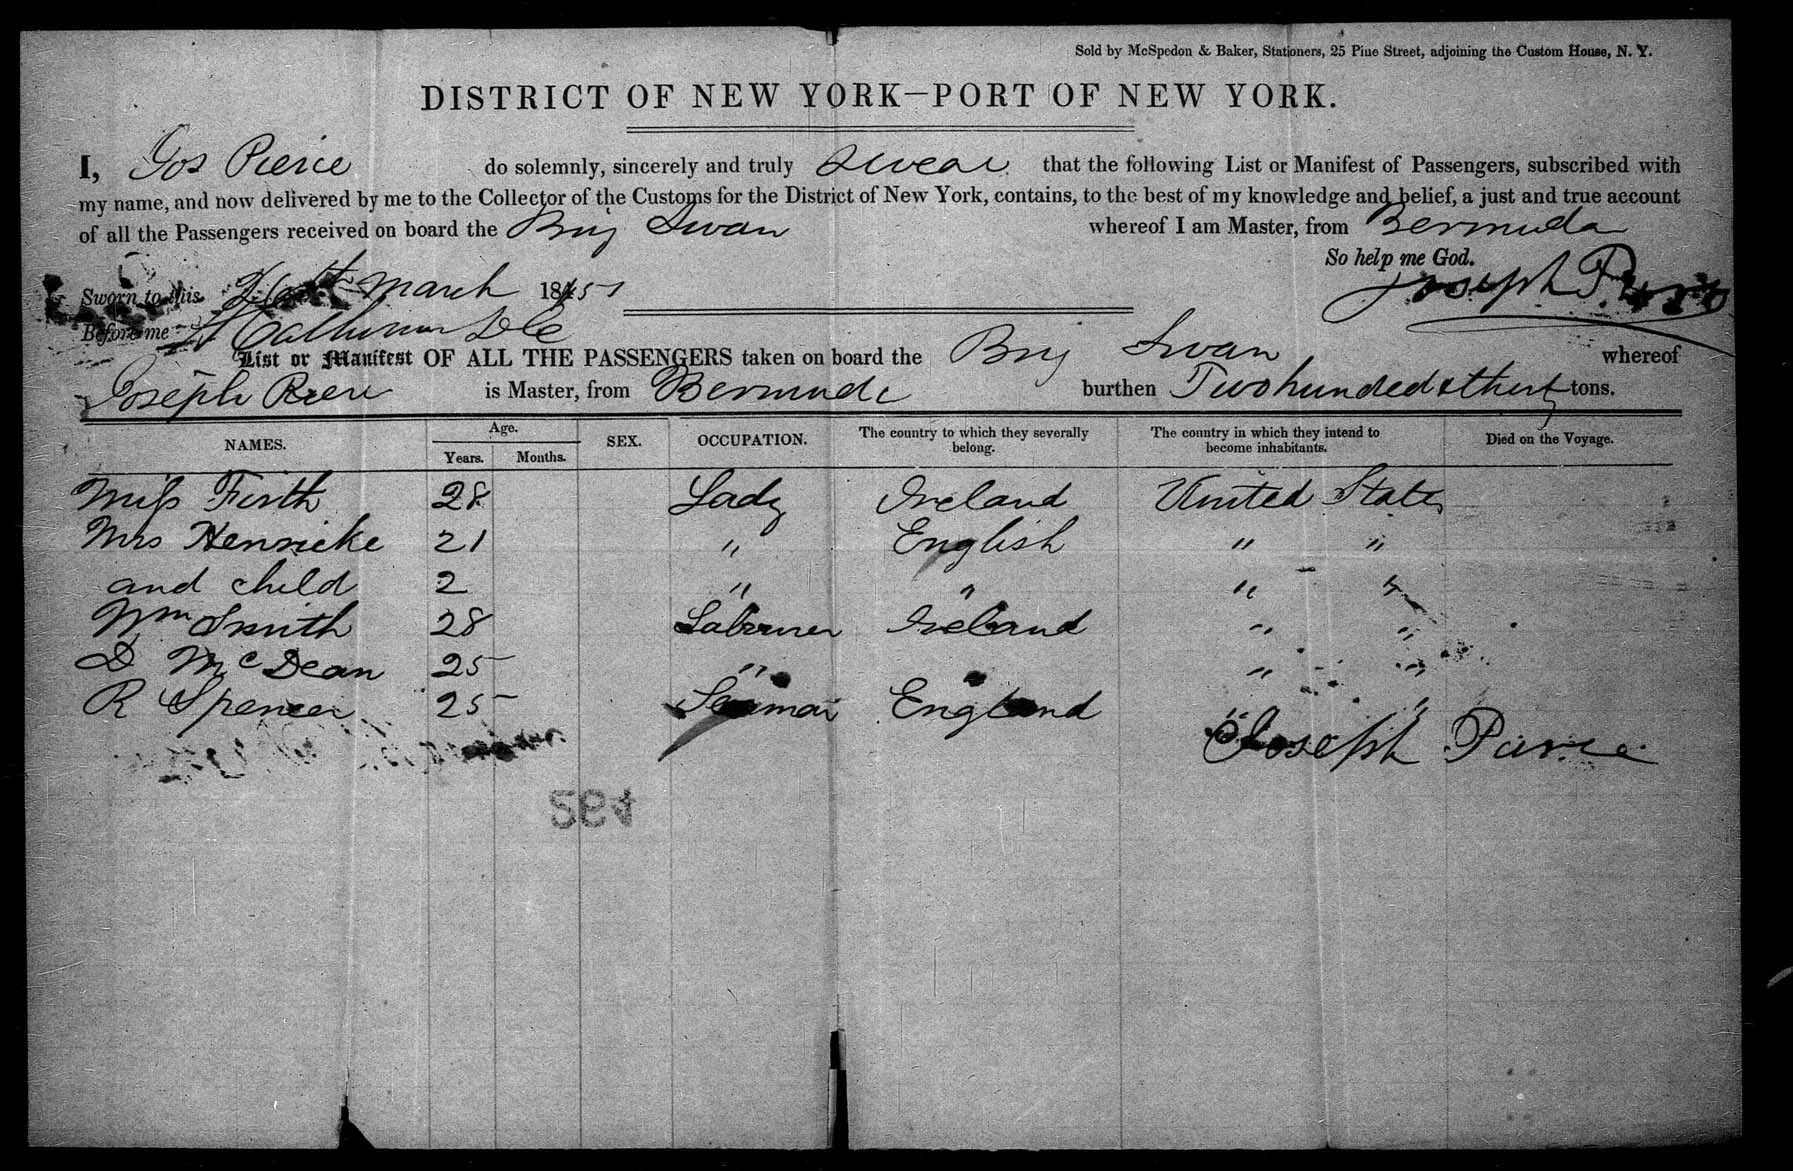 Sold by McSpedon & Baker, Stationers, 25 Pine Street, adjoining the Custom House, N. Y.
DISTRICT OF NEW YORK—PORT OF NEW YORK.
I, Jos Pierce do solemnly, sincerely and truly swear that the following List or Manifest of Passengers, subscribed with
my name, and now delivered by me to the Collector of the Customs for the District of New York, contains, to the best of my knowledge and belief, a just and true account
of all the Passengers received on board the Brig Swan whereof I am Master, from Bermuda
So help me God.
Sworn to this March 1851 Joseph
Before me
List or Manifest OF ALL THE PASSENGERS taken on board the Brig Swan whereof
Joseph is Master, from Bermuda burthen Two hundred & thirty tons.
NAMES. Age. Years. Months. SEX. OCCUPATION. The country to which they severally belong. The country in which they intend to become inhabitants. Died on the Voyage.
Miss Firth 28 Lady Ireland United States
Mrs Henricke 21 " English " "
and child 2 " " " "
Wm Smith 28 Labourer Ireland " "
D McDean 25 " " " "
R Spencer 25 Seaman England " "
Joseph
584